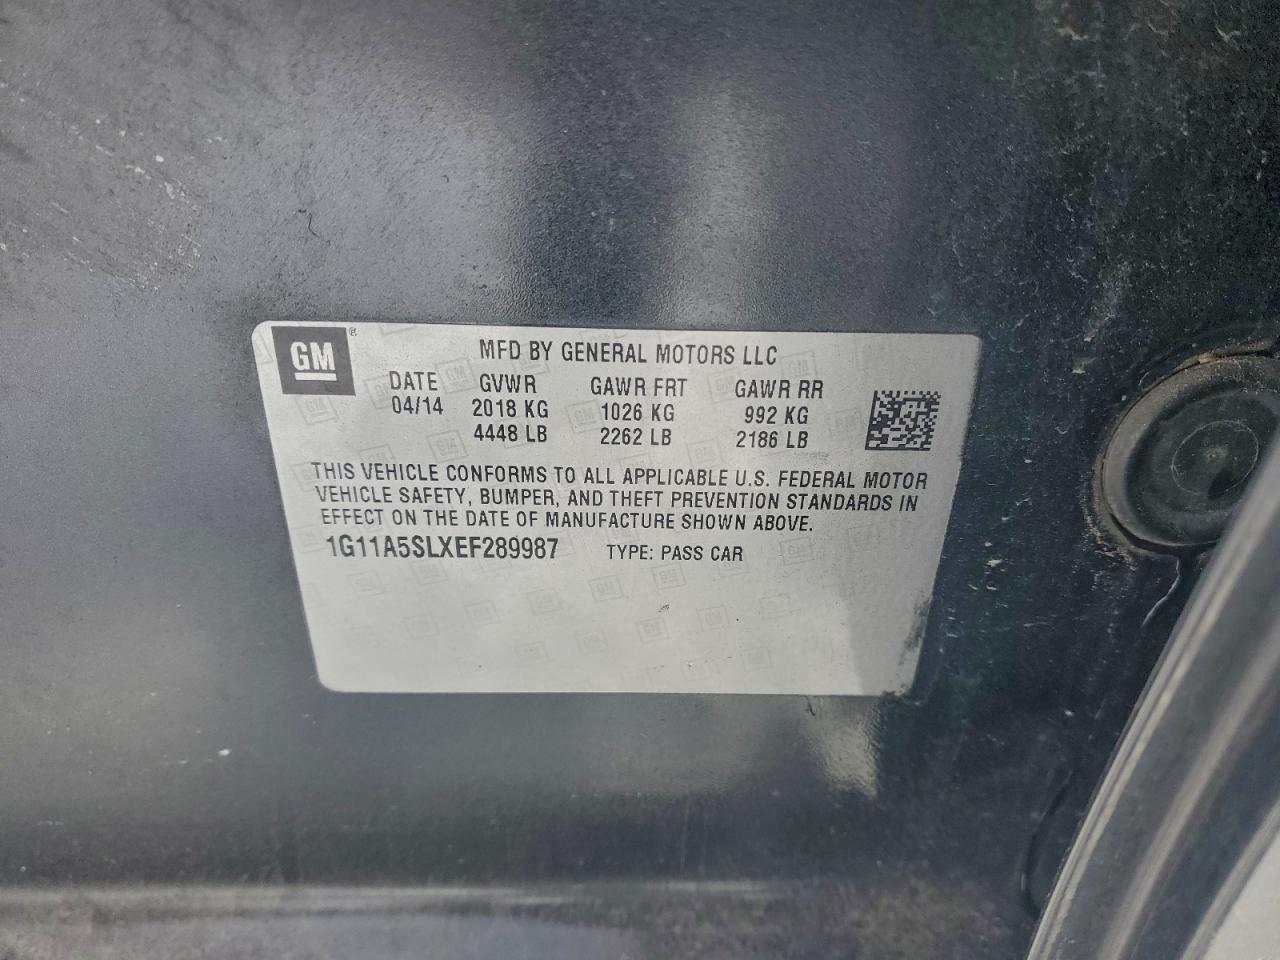 GM®
MFD BY GENERAL MOTORS LLC
DATE GVWR GAWR FRT GAWR RR
04/14 2018 KG 1026 KG 992 KG
4448 LB 2262 LB 2186 LB
THIS VEHICLE CONFORMS TO ALL APPLICABLE U.S. FEDERAL MOTOR
VEHICLE SAFETY, BUMPER, AND THEFT PREVENTION STANDARDS IN
EFFECT ON THE DATE OF MANUFACTURE SHOWN ABOVE.
1G11A5SLXEF289987 TYPE: PASS CAR